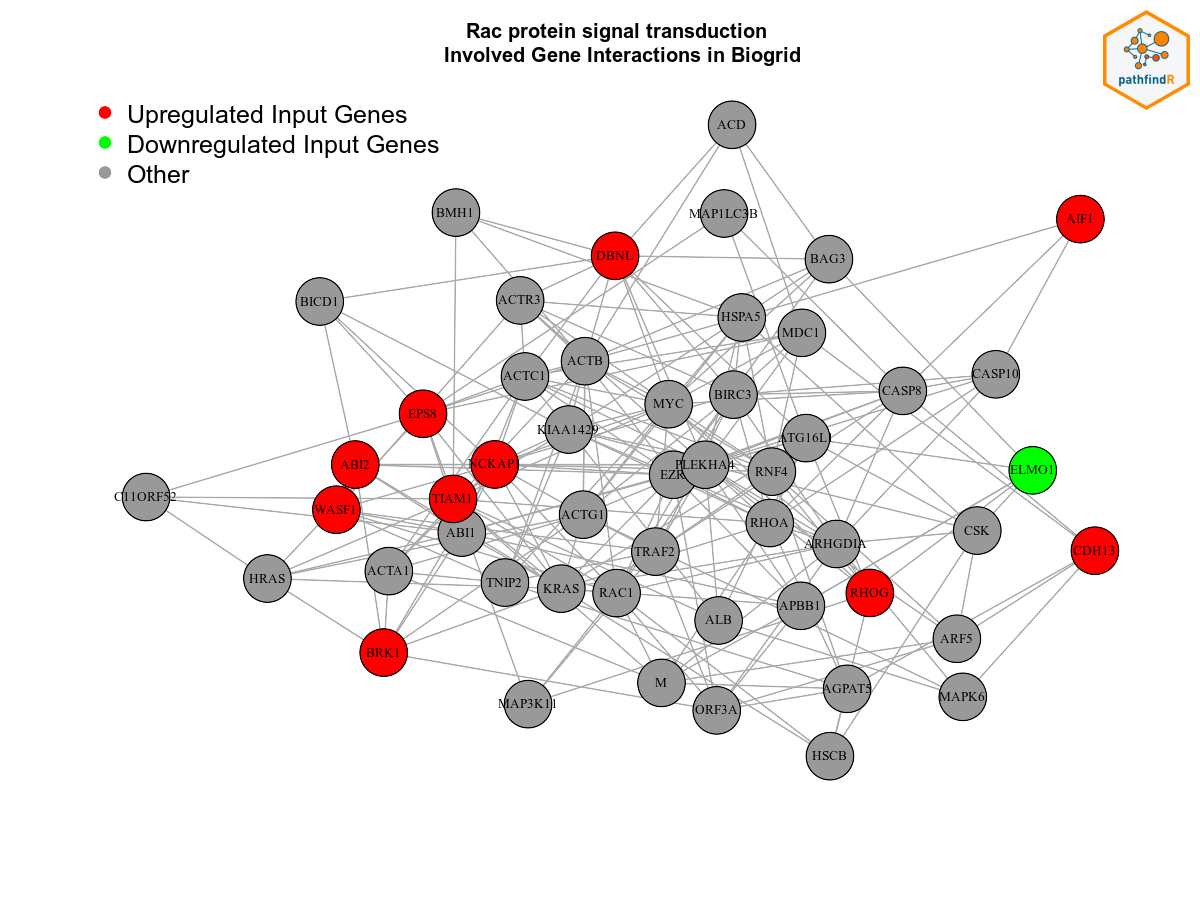 Rac protein signal transduction
Involved Gene Interactions in Biogrid
pathfindR
Upregulated Input Genes
Downregulated Input Genes
Other
ACD
BMH1
MAP1LC3B
AIF1
DBNL
BAG3
BICD1
ACTR3
HSPA5
MDC1
ACTB
ACTC1
CASP10
CASP8
BIRC3
MYC
EPS8
KIAA1429
ATG16L1
ABI2
NCKAP1
EZR
PLEKHA4
RNF4
ELMO1
C11ORF52
TIAM1
WASF1
ACTG1
RHOA
ABI1
CSK
ARHGDIA
TRAF2
CDH13
HRAS
ACTA1
TNIP2
KRAS
RAC1
RHOG
APBB1
ALB
ARF5
BRK1
M
AGPAT5
MAPK6
MAP3K11
ORF3A
HSCB